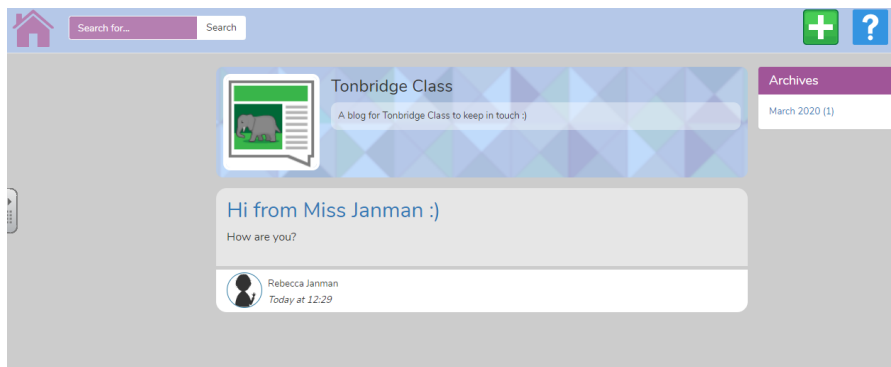 Search for...
Search
?
Tonbridge Class
A blog for Tonbridge Class to keep in touch :)
Archives
March 2020 (1)
Hi from Miss Janman :)
How are you?
Rebecca Janman
Today at 12:29